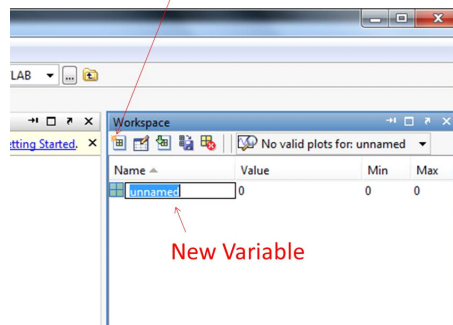 LAB
...
Workspace
etting Started.
No valid plots for: unnamed
Name Value Min Max
unnamed 0 0 0
New Variable